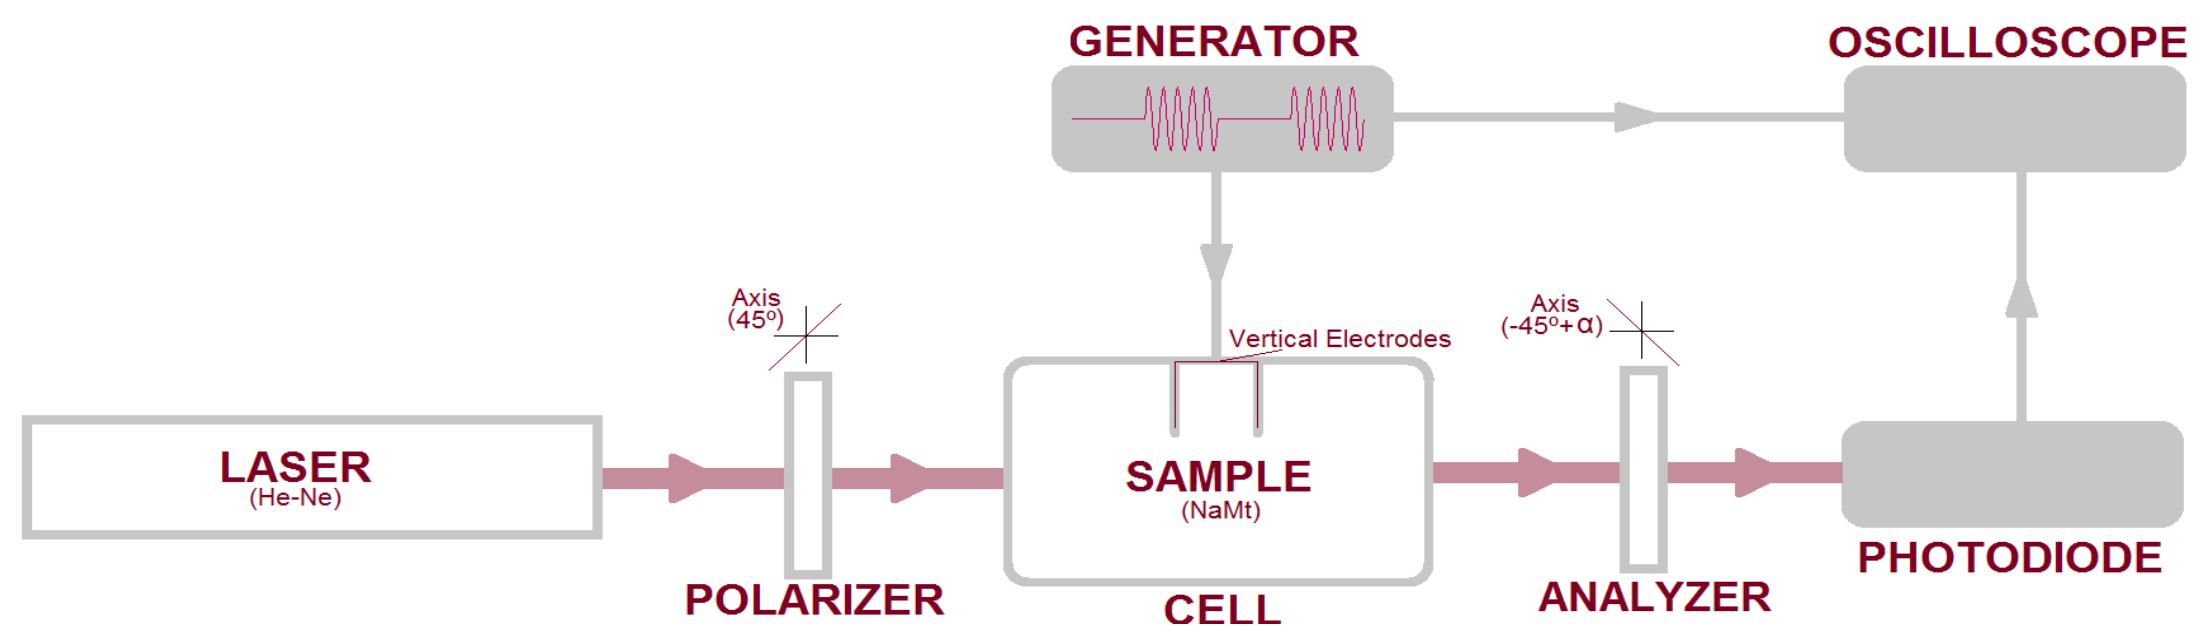 GENERATOR
OSCILLOSCOPE
Axis
(45º)
Axis
(-45º+α)
Vertical Electrodes
LASER
(He-Ne)
SAMPLE
(NaMt)
POLARIZER
CELL
ANALYZER
PHOTODIODE